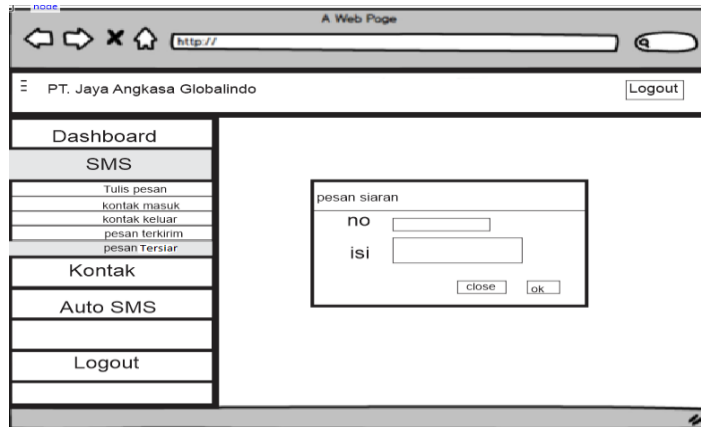 node
A Web Page
http://
PT. Jaya Angkasa Globalindo
Logout
Dashboard
SMS
Tulis pesan
kontak masuk
kontak keluar
pesan terkirim
pesan Tersiar
Kontak
Auto SMS
Logout
pesan siaran
no
isi
close
ok